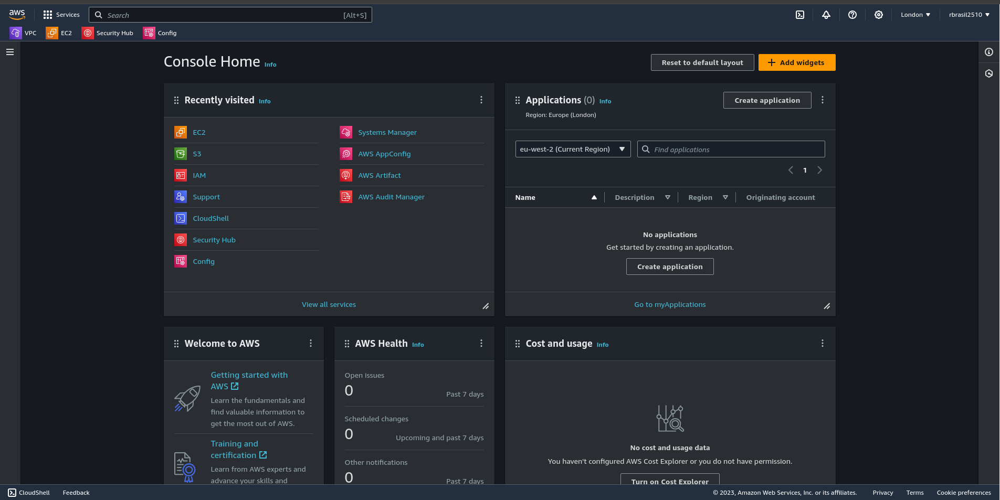 aws
Services
Search
[Alt+S]
London
rbrasil2510
VPC
EC2
Security Hub
Config
Console Home Info
Reset to default layout
Add widgets
Recently visited Info
EC2
S3
IAM
Support
CloudShell
Security Hub
Config
Systems Manager
AWS AppConfig
AWS Artifact
AWS Audit Manager
View all services
Applications (0) Info
Region: Europe (London)
Create application
eu-west-2 (Current Region)
Find applications
1
Name
Description
Region
Originating account
No applications
Get started by creating an application.
Create application
Go to myApplications
Welcome to AWS
Getting started with
AWS
Learn the fundamentals and
find valuable information to
get the most out of AWS.
Training and
certification
Learn from AWS experts and
advance your skills and
AWS Health Info
Open issues
0
Past 7 days
Scheduled changes
0
Upcoming and past 7 days
Other notifications
0
Past 7 days
Cost and usage Info
No cost and usage data
You haven't configured AWS Cost Explorer or you do not have permission.
Turn on Cost Explorer
CloudShell
Feedback
© 2023, Amazon Web Services, Inc. or its affiliates.
Privacy
Terms
Cookie preferences